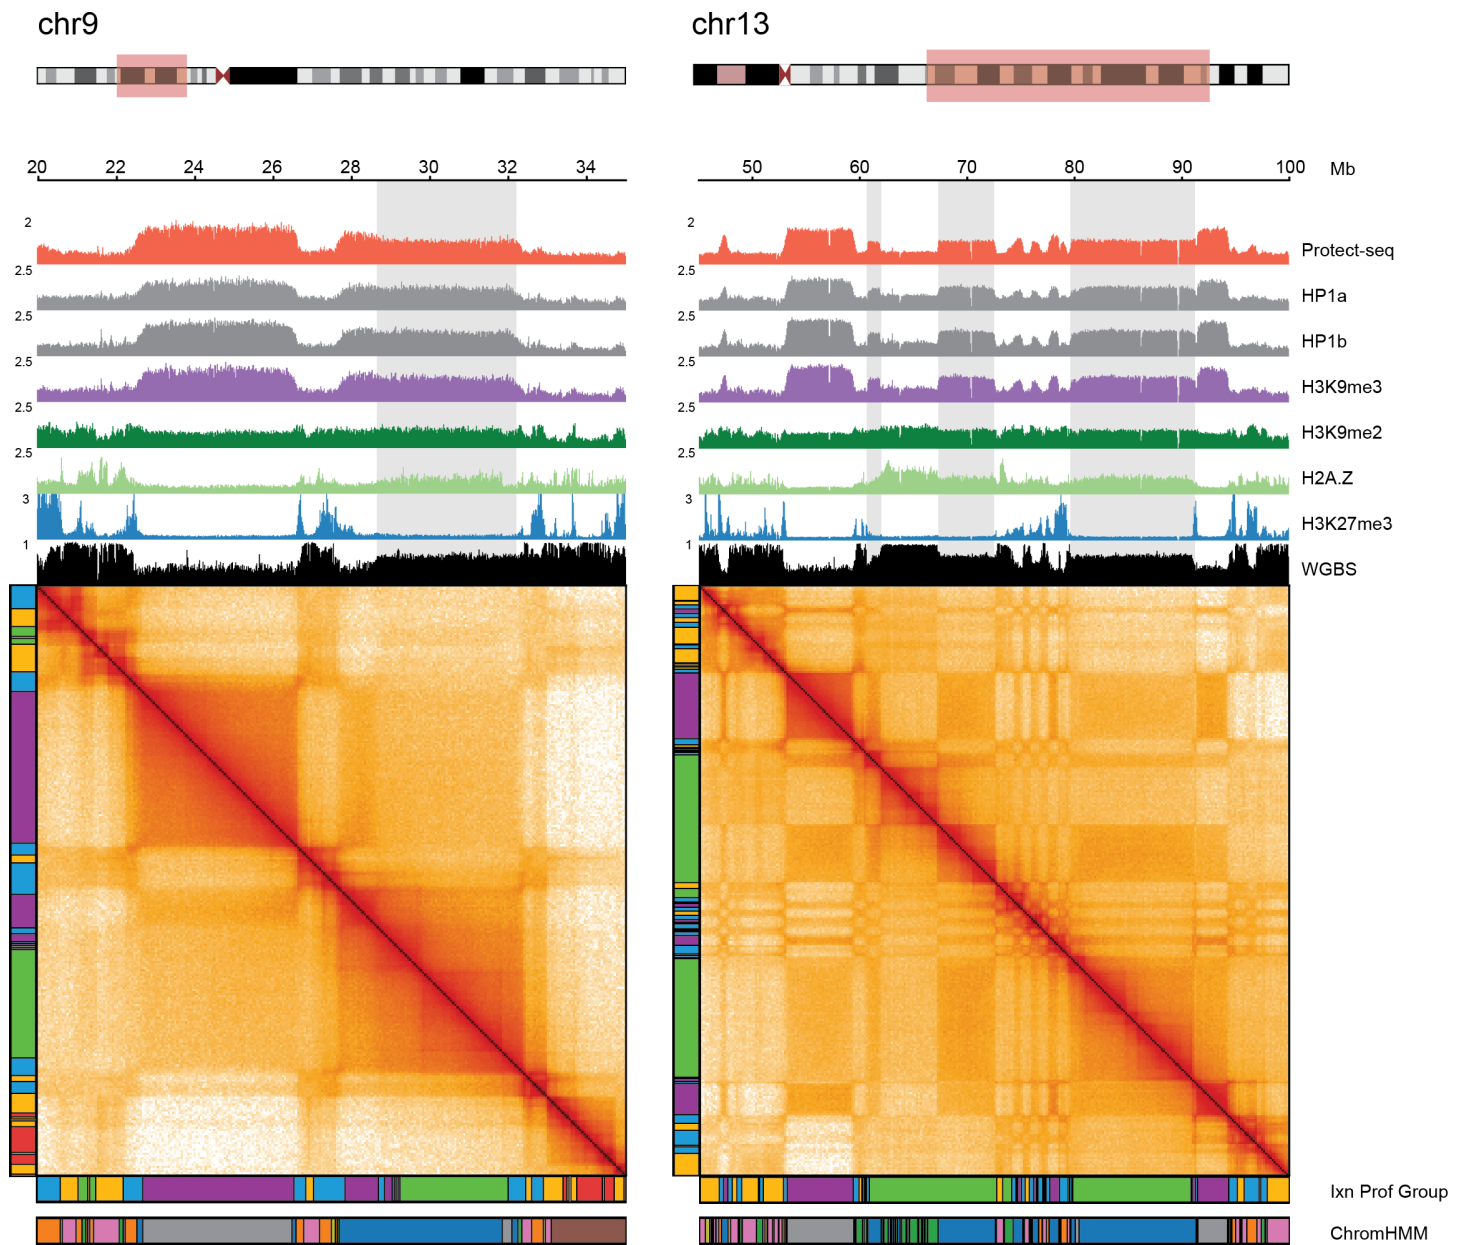 chr9 chr13
20 22 24 26 28 30 32 34 50 60 70 80 90 100 Mb
2 2 Protect-seq
2.5 2.5 HP1a
2.5 2.5 HP1b
2.5 2.5 H3K9me3
2.5 2.5 H3K9me2
2.5 2.5 H2A.Z
3 3 H3K27me3
1 1 WGBS
Ixn Prof Group
ChromHMM